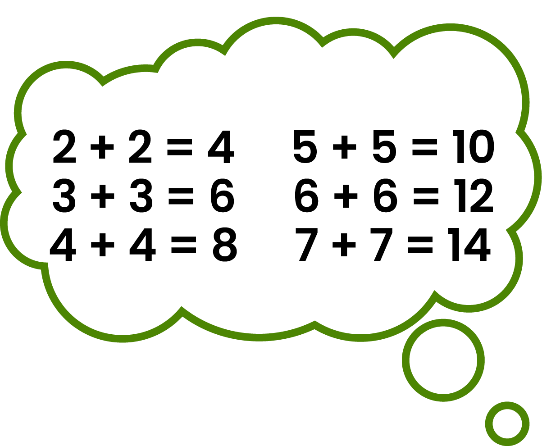 2 + 2 = 4
3 + 3 = 6
4 + 4 = 8
5 + 5 = 10
6 + 6 = 12
7 + 7 = 14